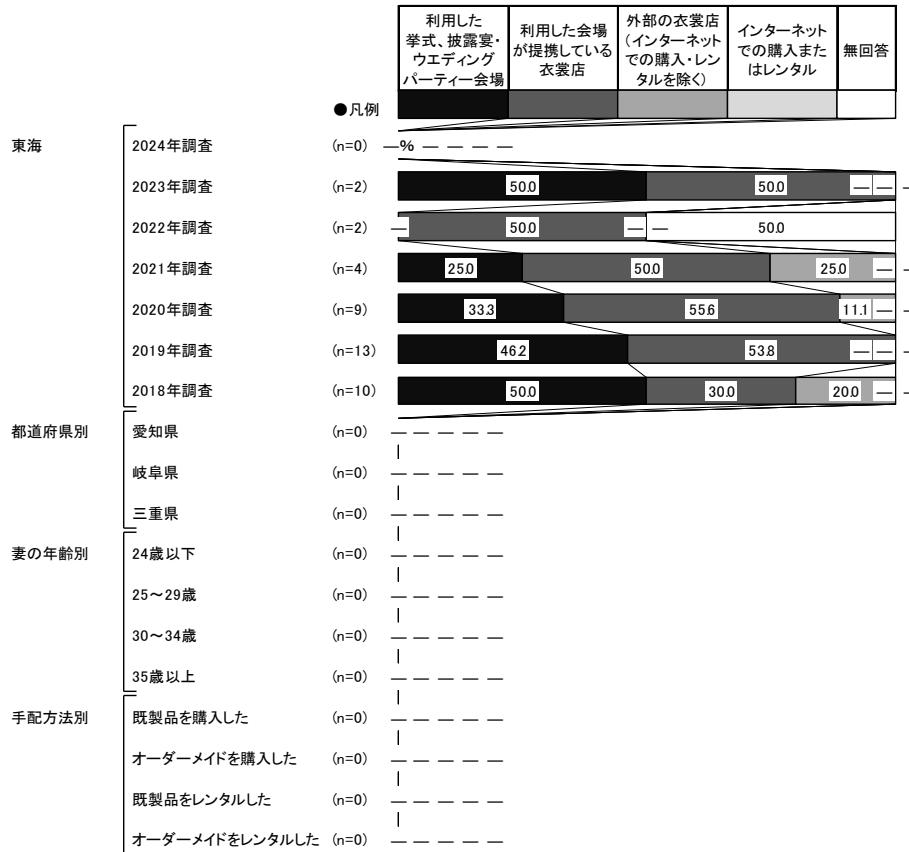 利用した
挙式、披露宴・
ウエディング
パーティー会場
利用した会場
が提携している
衣裳店
外部の衣裳店
(インターネット
での購入・レン
タルを除く)
インターネット
での購入また
はレンタル
無回答
●凡例
東海
2024年調査 (n=0) ―% ― ― ― ―
2023年調査 (n=2) 50.0 50.0 ― ― ―
2022年調査 (n=2) ― 50.0 ― ― 50.0
2021年調査 (n=4) 25.0 50.0 25.0 ― ―
2020年調査 (n=9) 33.3 55.6 11.1 ― ―
2019年調査 (n=13) 46.2 53.8 ― ― ―
2018年調査 (n=10) 50.0 30.0 20.0 ― ―
都道府県別
愛知県 (n=0) ― ― ― ― ―
岐阜県 (n=0) ― ― ― ― ―
三重県 (n=0) ― ― ― ― ―
妻の年齢別
24歳以下 (n=0) ― ― ― ― ―
25～29歳 (n=0) ― ― ― ― ―
30～34歳 (n=0) ― ― ― ― ―
35歳以上 (n=0) ― ― ― ― ―
手配方法別
既製品を購入した (n=0) ― ― ― ― ―
オーダーメイドを購入した (n=0) ― ― ― ― ―
既製品をレンタルした (n=0) ― ― ― ― ―
オーダーメイドをレンタルした (n=0) ― ― ― ― ―